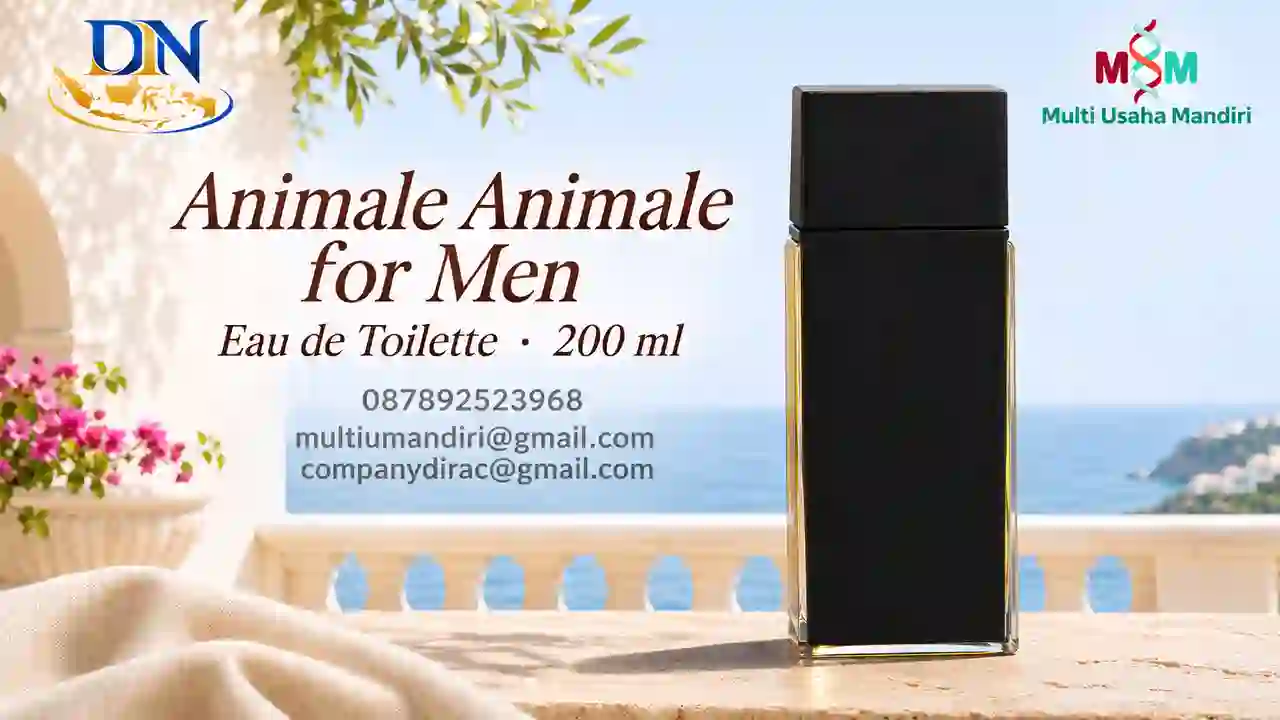 DN
MSM
Multi Usaha Mandiri
Animale Animale
for Men
Eau de Toilette · 200 ml
087892523968
multiumandiri@gmail.com
companydirac@gmail.com